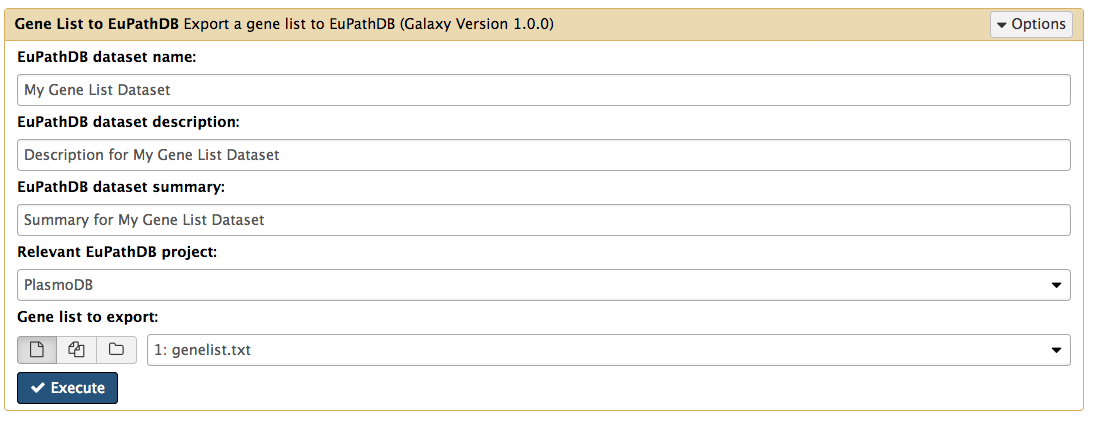 Gene List to EuPathDB Export a gene list to EuPathDB (Galaxy Version 1.0.0) Options
EuPathDB dataset name:
My Gene List Dataset
EuPathDB dataset description:
Description for My Gene List Dataset
EuPathDB dataset summary:
Summary for My Gene List Dataset
Relevant EuPathDB project:
PlasmoDB
Gene list to export:
1: genelist.txt
Execute